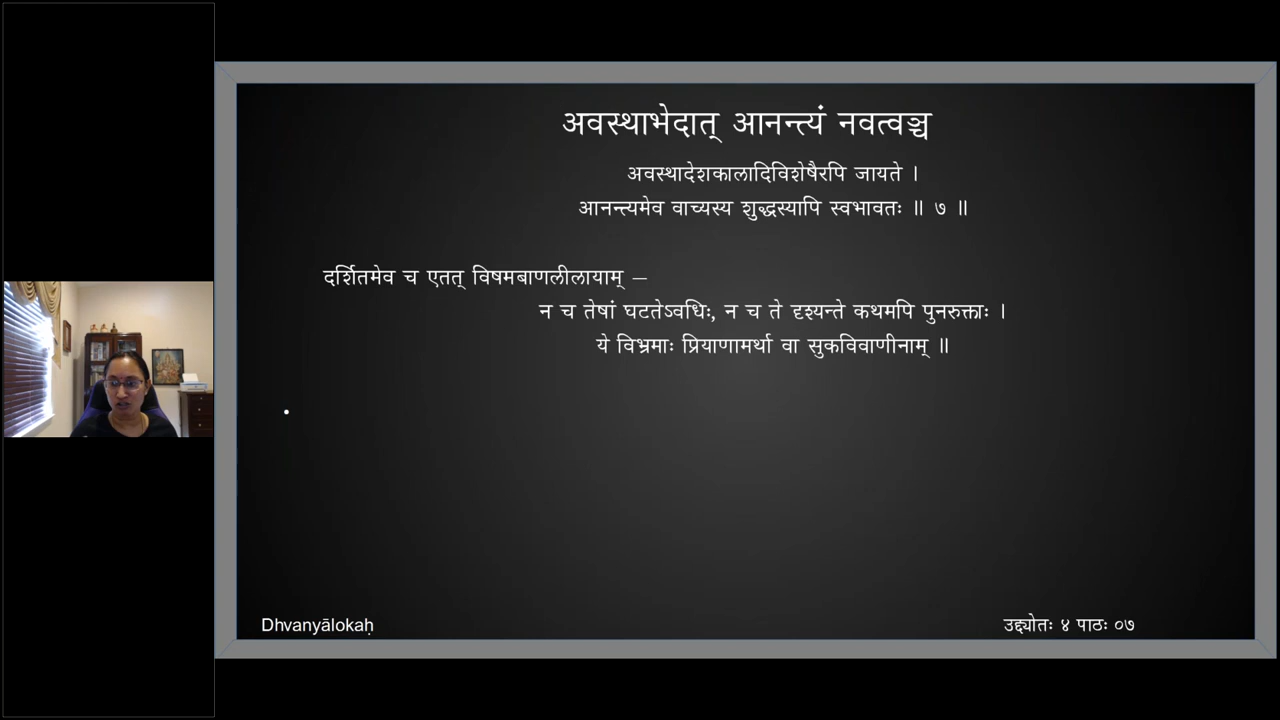 अवस्थाभेदात् आनन्त्यं नवत्वञ्च
अवस्थादेशकालादिविशेषैरपि जायते ।
आनन्त्यमेव वाच्यस्य शुद्धस्यापि स्वभावतः ॥ ७ ॥
दर्शितमेव च एतत् विषमबाणलीलायाम् –
न च तेषां घटतेऽवधिः, न च ते दृश्यन्ते कथमपि पुनरुक्ताः ।
ये विभ्रमाः प्रियाणामर्था वा सुकविवाणीनाम् ॥
Dhvanyālokaḥ
उद्द्योतः ४ पाठः ०७